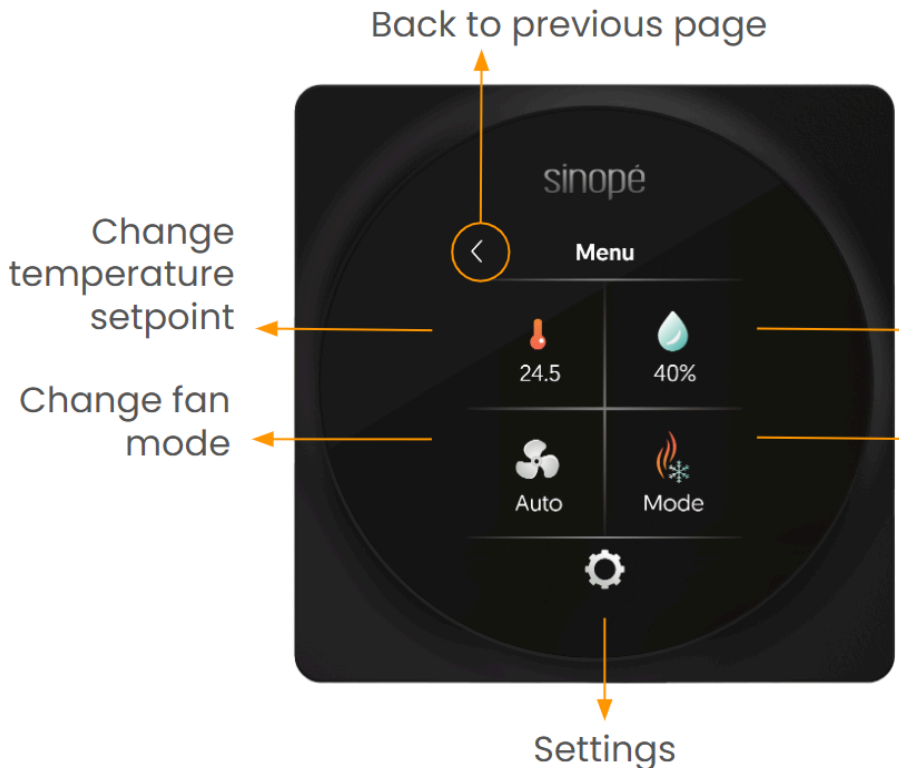 Back to previous page
sinopé
Change
temperature
setpoint
Menu
24.5
40%
Change fan
mode
Auto
Mode
Settings